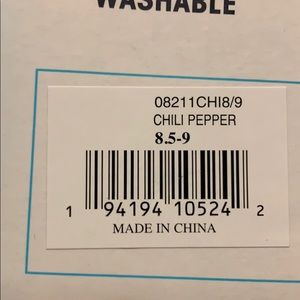 WASHABLE
08211CHI8/9
CHILI PEPPER
8.5-9
1 94194 10524 2
MADE IN CHINA